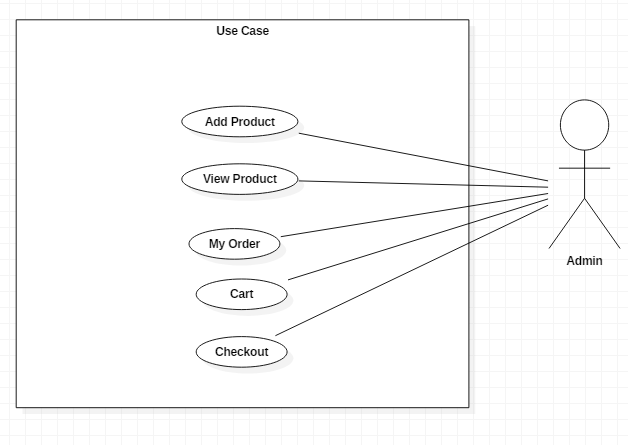 Use Case
Add Product
View Product
My Order
Cart
Checkout
Admin